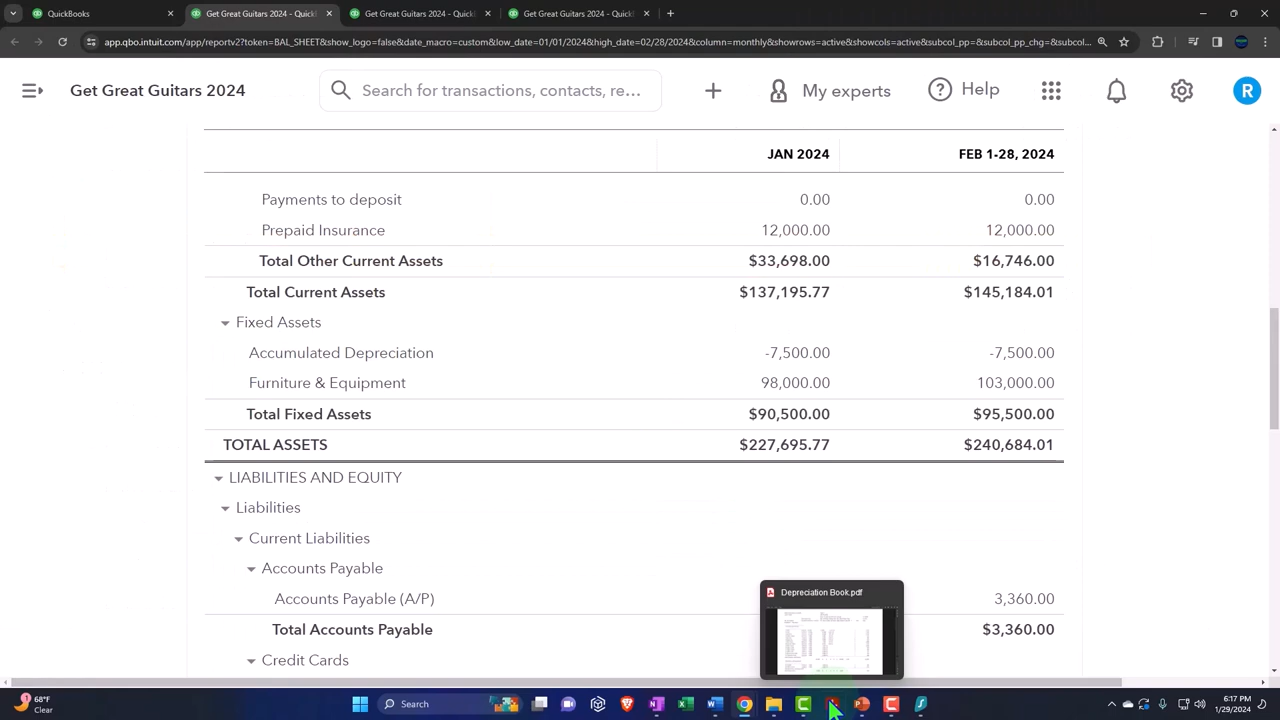 QuickBooks
Get Great Guitars 2024 - QuickB
Get Great Guitars 2024 - QuickB
Get Great Guitars 2024 - QuickB
app.qbo.intuit.com/app/reportv2?token=BAL_SHEET&show_logo=false&date_macro=custom&low_date=01/01/2024&high_date=02/28/2024&column=monthly&showrows=active&showcols=active&subcol_pp_chg=&subcol...
Get Great Guitars 2024
Search for transactions, contacts, re...
My experts
Help
R
JAN 2024 FEB 1-28, 2024
Payments to deposit 0.00 0.00
Prepaid Insurance 12,000.00 12,000.00
Total Other Current Assets $33,698.00 $16,746.00
Total Current Assets $137,195.77 $145,184.01
Fixed Assets
Accumulated Depreciation -7,500.00 -7,500.00
Furniture & Equipment 98,000.00 103,000.00
Total Fixed Assets $90,500.00 $95,500.00
TOTAL ASSETS $227,695.77 $240,684.01
LIABILITIES AND EQUITY
Liabilities
Current Liabilities
Accounts Payable
Accounts Payable (A/P) 3,360.00
Total Accounts Payable $3,360.00
Credit Cards
Depreciation Book.pdf
68°F
Clear
Search
6:17 PM
1/29/2024